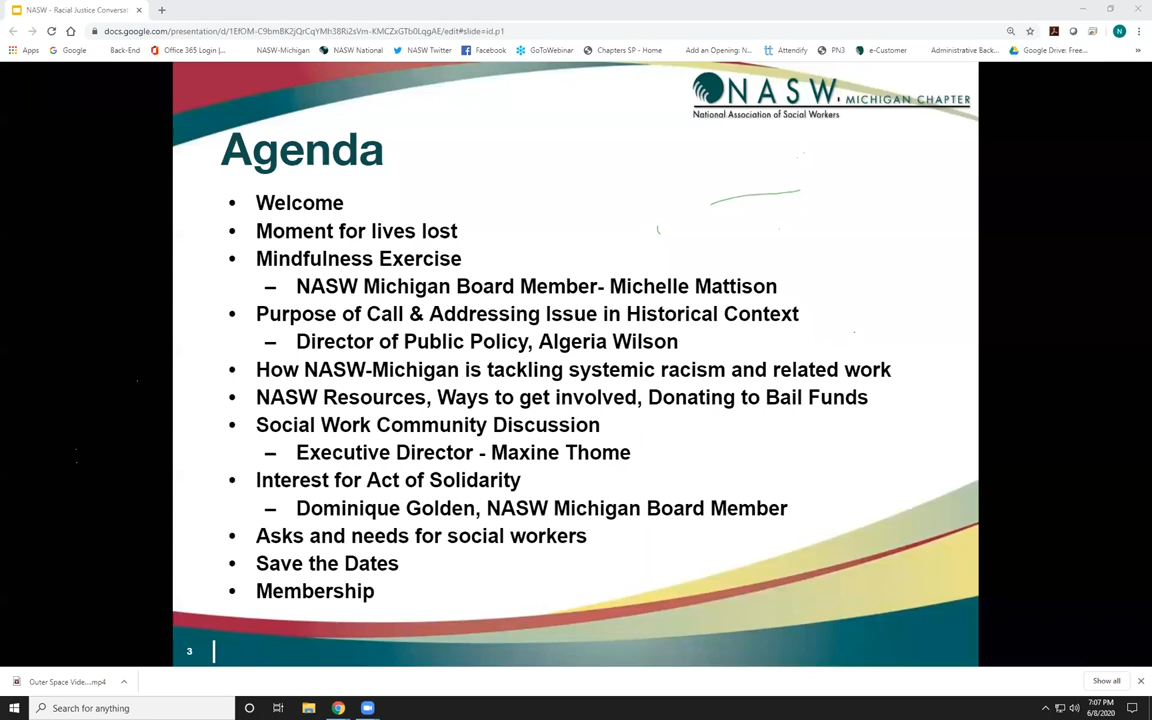 NASW - Racial Justice Conversat
docs.google.com/presentation/d/1EfOM-C9bmBK2jQrCqYMh38Ri2sVm-KMCZxGTb0LqgAE/edit#slide=id.p1
N
Apps Google Back-End Office 365 Login |... NASW-Michigan NASW National NASW Twitter Facebook GoToWebinar Chapters SP - Home Add an Opening: N... Attendify PN3 e-Customer Administrative Back... Google Drive: Free... »
NASW. MICHIGAN CHAPTER
National Association of Social Workers
Agenda
• Welcome
• Moment for lives lost
• Mindfulness Exercise
– NASW Michigan Board Member- Michelle Mattison
• Purpose of Call & Addressing Issue in Historical Context
– Director of Public Policy, Algeria Wilson
• How NASW-Michigan is tackling systemic racism and related work
• NASW Resources, Ways to get involved, Donating to Bail Funds
• Social Work Community Discussion
– Executive Director - Maxine Thome
• Interest for Act of Solidarity
– Dominique Golden, NASW Michigan Board Member
• Asks and needs for social workers
• Save the Dates
• Membership
3
Outer Space Vide....mp4 Show all
Search for anything
7:07 PM
6/8/2020